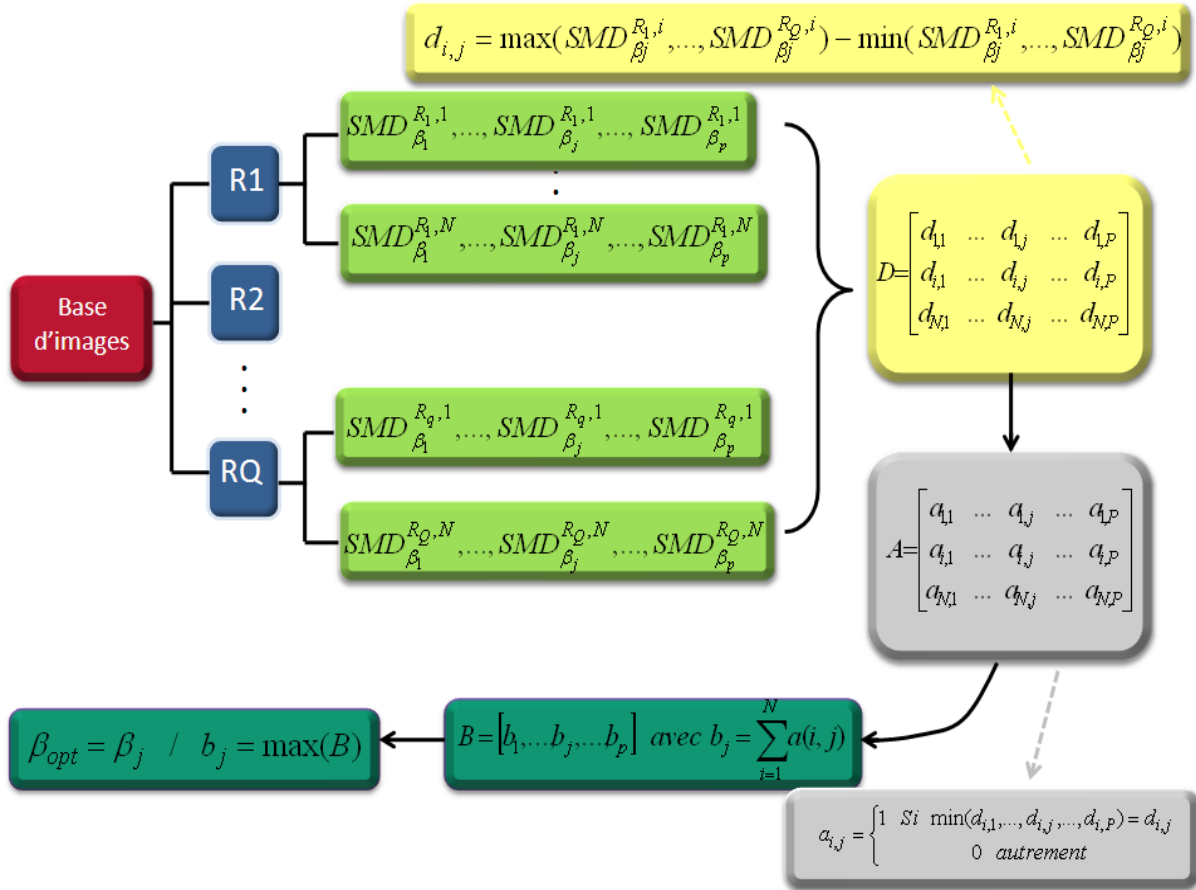 d_{i,j} = max(SMD_{βj}^{R_1,i},...,SMD_{βj}^{R_Q,i}) − min(SMD_{βj}^{R_1,i},...,SMD_{βj}^{R_Q,i})
Base
d’images
R1
R2
⋮
RQ
SMD_{β_1}^{R_1,1},...,SMD_{β_j}^{R_1,1},...,SMD_{β_p}^{R_1,1}
:
SMD_{β_1}^{R_1,N},...,SMD_{β_j}^{R_1,N},...,SMD_{β_p}^{R_1,N}
SMD_{β_1}^{R_q,1},...,SMD_{β_j}^{R_q,1},...,SMD_{β_p}^{R_q,1}
SMD_{β_1}^{R_Q,N},...,SMD_{β_j}^{R_Q,N},...,SMD_{β_p}^{R_Q,N}
d_{1,1} ... d_{1,j} ... d_{1,P}
D= d_{i,1} ... d_{i,j} ... d_{i,P}
d_{N,1} ... d_{N,j} ... d_{N,P}
a_{1,1} ... a_{1,j} ... a_{1,P}
A= a_{i,1} ... a_{i,j} ... a_{i,P}
a_{N,1} ... a_{N,j} ... a_{N,P}
B=[b_1,...b_j,...b_p] avec b_j = ∑_{i=1}^{N} a(i,j)
β_{opt} = β_j / b_j = max(B)
a_{i,j} = { 1 Si min(d_{i,1},...,d_{i,j},...,d_{i,P}) = d_{i,j}
0 autrement